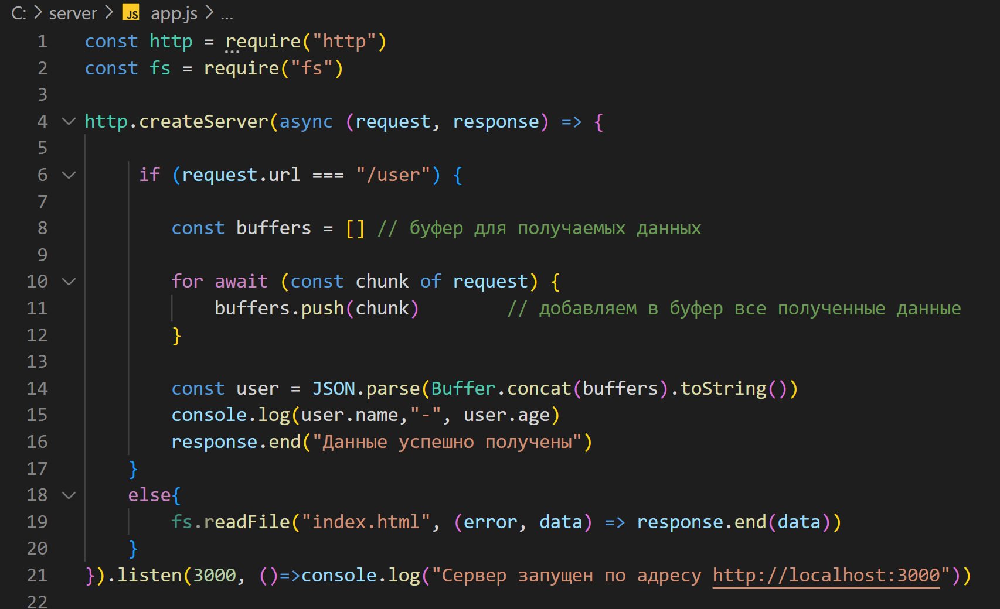 C: > server > JS app.js > ...
1 const http = require("http")
2 const fs = require("fs")
3
4 http.createServer(async (request, response) => {
5
6      if (request.url === "/user") {
7
8         const buffers = [] // буфер для получаемых данных
9
10         for await (const chunk of request) {
11             buffers.push(chunk)        // добавляем в буфер все полученные данные
12         }
13
14         const user = JSON.parse(Buffer.concat(buffers).toString())
15         console.log(user.name,"-", user.age)
16         response.end("Данные успешно получены")
17     }
18     else{
19         fs.readFile("index.html", (error, data) => response.end(data))
20     }
21 }).listen(3000, ()=>console.log("Сервер запущен по адресу http://localhost:3000"))
22